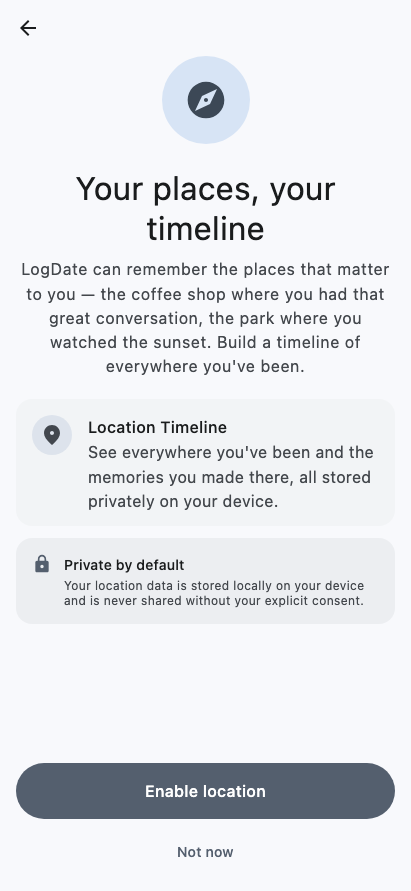 Your places, your
timeline
LogDate can remember the places that matter
to you — the coffee shop where you had that
great conversation, the park where you
watched the sunset. Build a timeline of
everywhere you've been.
Location Timeline
See everywhere you've been and the
memories you made there, all stored
privately on your device.
Private by default
Your location data is stored locally on your device
and is never shared without your explicit consent.
Enable location
Not now